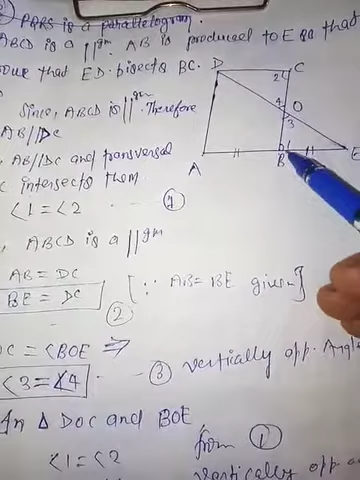 PQRS is a parallelogram.
ABCD is a ||gm. AB is produced to E so that
prove that ED bisects BC.
D
C
2
4
O
3
1
A
B
E
Since, ABCD is ||gm. Therefore
AB//DC
, AB//DC and transversal
C intersects them
<1=<2 - - - ①
, ABCD is a ||gm
AB = DC
BE = DC [∵ AB=BE given]
- - ②
OC = <BOE ⇒
<3=<4 - - - ③ vertically opp. Angle
In Δ DOC and BOE
<1=<2 from ①
vertically opp a